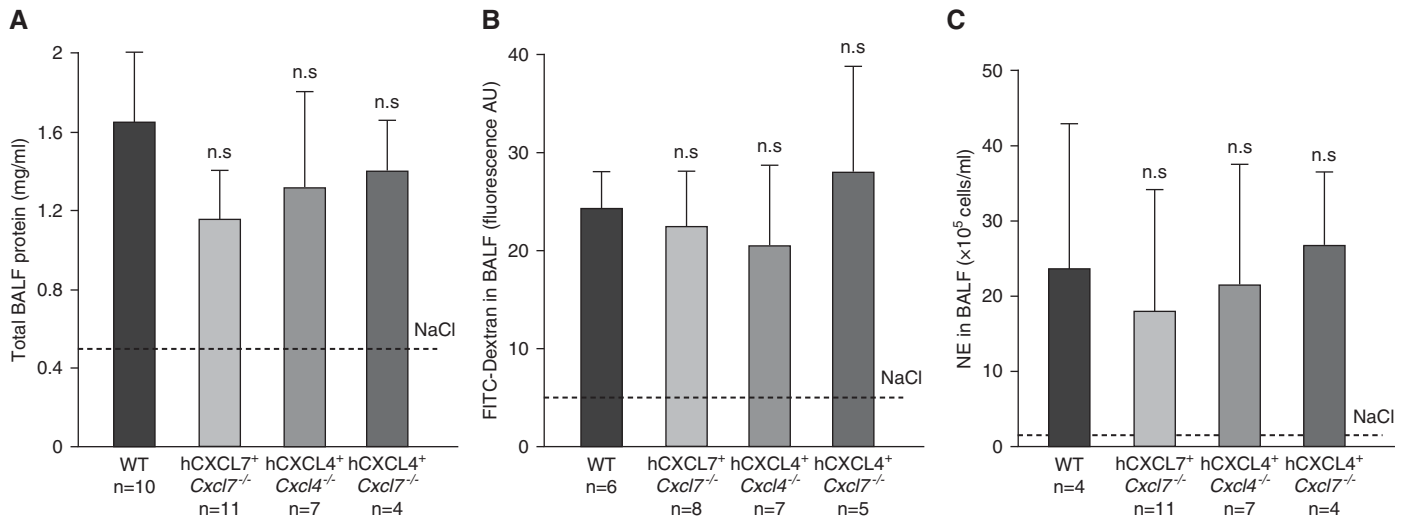 A
Total BALF protein (mg/ml)
2
1.6
1.2
0.8
0.4
0
n.s
n.s
n.s
NaCl
WT
n=10
hCXCL7⁺
Cxcl7⁻/⁻
n=11
hCXCL4⁺
Cxcl4⁻/⁻
n=7
hCXCL4⁺
Cxcl7⁻/⁻
n=4
B
FITC-Dextran in BALF (fluorescence AU)
40
30
20
10
0
n.s
n.s
n.s
NaCl
WT
n=6
hCXCL7⁺
Cxcl7⁻/⁻
n=8
hCXCL4⁺
Cxcl4⁻/⁻
n=7
hCXCL4⁺
Cxcl7⁻/⁻
n=5
C
NE in BALF (×10⁵ cells/ml)
50
40
30
20
10
0
n.s
n.s
n.s
NaCl
WT
n=4
hCXCL7⁺
Cxcl7⁻/⁻
n=11
hCXCL4⁺
Cxcl4⁻/⁻
n=7
hCXCL4⁺
Cxcl7⁻/⁻
n=4